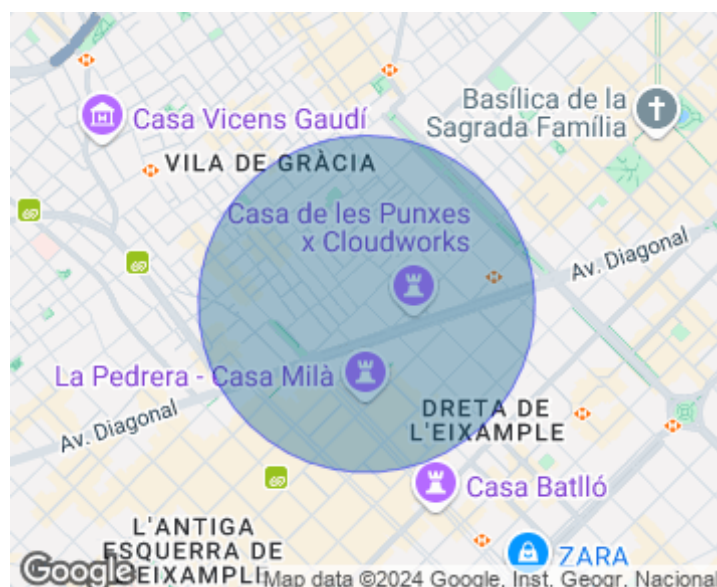 Casa Vicens Gaudí
Basílica de la
Sagrada Família
VILA DE GRÀCIA
Casa de les Punxes
x Cloudworks
Av. Diagonal
La Pedrera - Casa Milà
DRETA DE
L'EIXAMPLE
Av. Diagonal
Casa Batlló
L'ANTIGA
ESQUERRA DE
EIXAMPL
ZARA
Google
Map data ©2024 Google, Inst. Geogr. Nacional